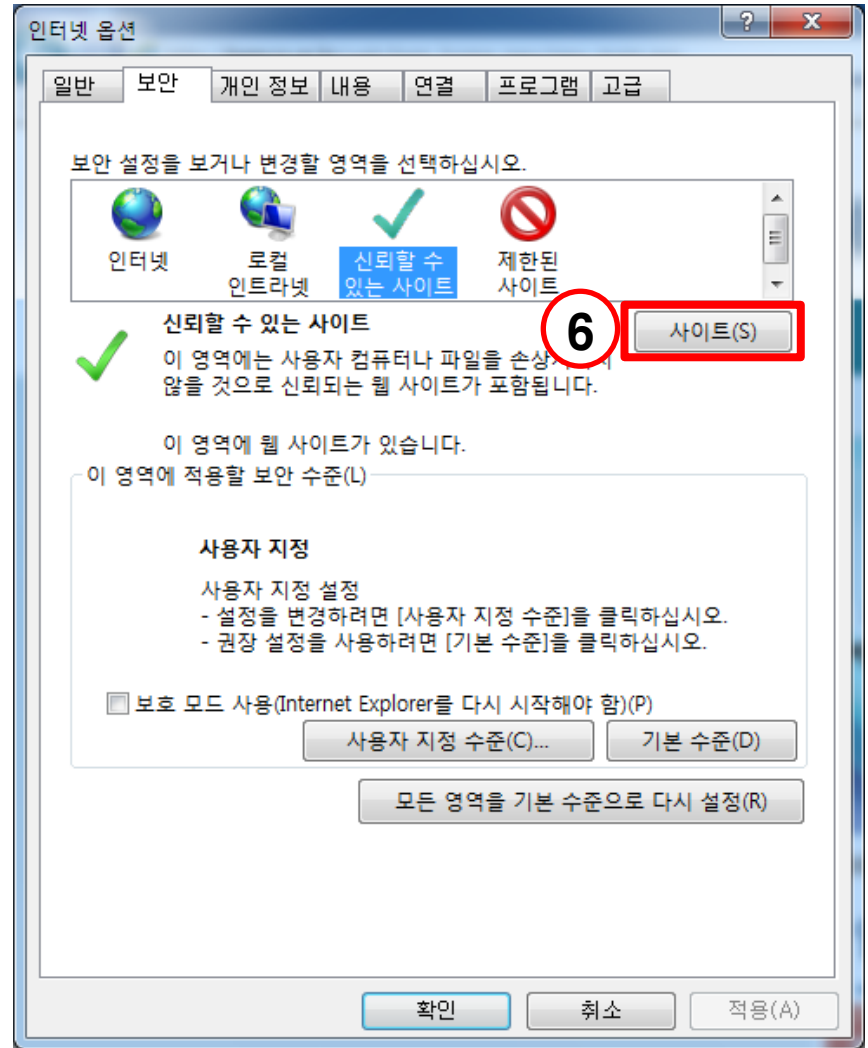 인터넷 옵션
일반 보안 개인 정보 내용 연결 프로그램 고급
보안 설정을 보거나 변경할 영역을 선택하십시오.
인터넷 로컬 신뢰할 수 제한된
인트라넷 있는 사이트 사이트
신뢰할 수 있는 사이트
6 사이트(S)
이 영역에는 사용자 컴퓨터나 파일을 손상
않을 것으로 신뢰되는 웹 사이트가 포함됩니다.
이 영역에 웹 사이트가 있습니다.
이 영역에 적용할 보안 수준(L)
사용자 지정
사용자 지정 설정
- 설정을 변경하려면 [사용자 지정 수준]을 클릭하십시오.
- 권장 설정을 사용하려면 [기본 수준]을 클릭하십시오.
보호 모드 사용(Internet Explorer를 다시 시작해야 함)(P)
사용자 지정 수준(C)... 기본 수준(D)
모든 영역을 기본 수준으로 다시 설정(R)
확인 취소 적용(A)